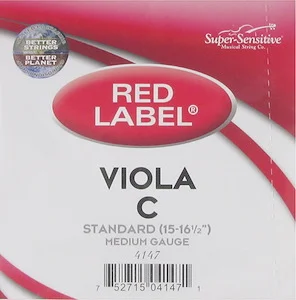 BETTER
STRINGS
BETTER
PLANET
Super-Sensitive®
Musical String Co.
RED
LABEL®
VIOLA
C
STANDARD (15-16½")
MEDIUM GAUGE
4147
7 52715 04147 1